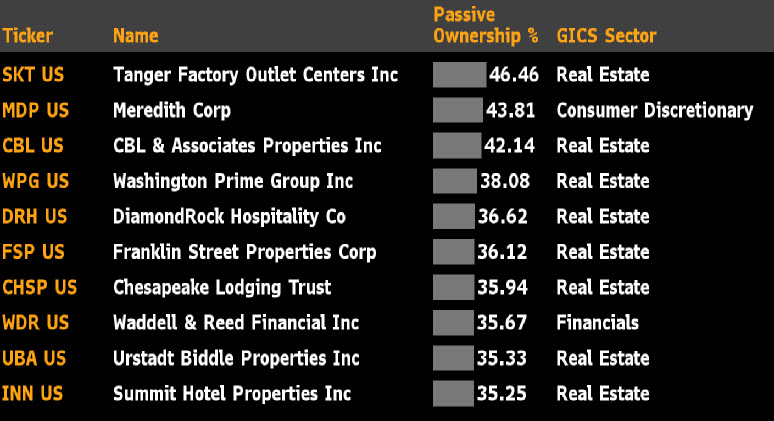 Passive
Ticker Name Ownership % GICS Sector
SKT US Tanger Factory Outlet Centers Inc 46.46 Real Estate
MDP US Meredith Corp 43.81 Consumer Discretionary
CBL US CBL & Associates Properties Inc 42.14 Real Estate
WPG US Washington Prime Group Inc 38.08 Real Estate
DRH US DiamondRock Hospitality Co 36.62 Real Estate
FSP US Franklin Street Properties Corp 36.12 Real Estate
CHSP US Chesapeake Lodging Trust 35.94 Real Estate
WDR US Waddell & Reed Financial Inc 35.67 Financials
UBA US Urstadt Biddle Properties Inc 35.33 Real Estate
INN US Summit Hotel Properties Inc 35.25 Real Estate